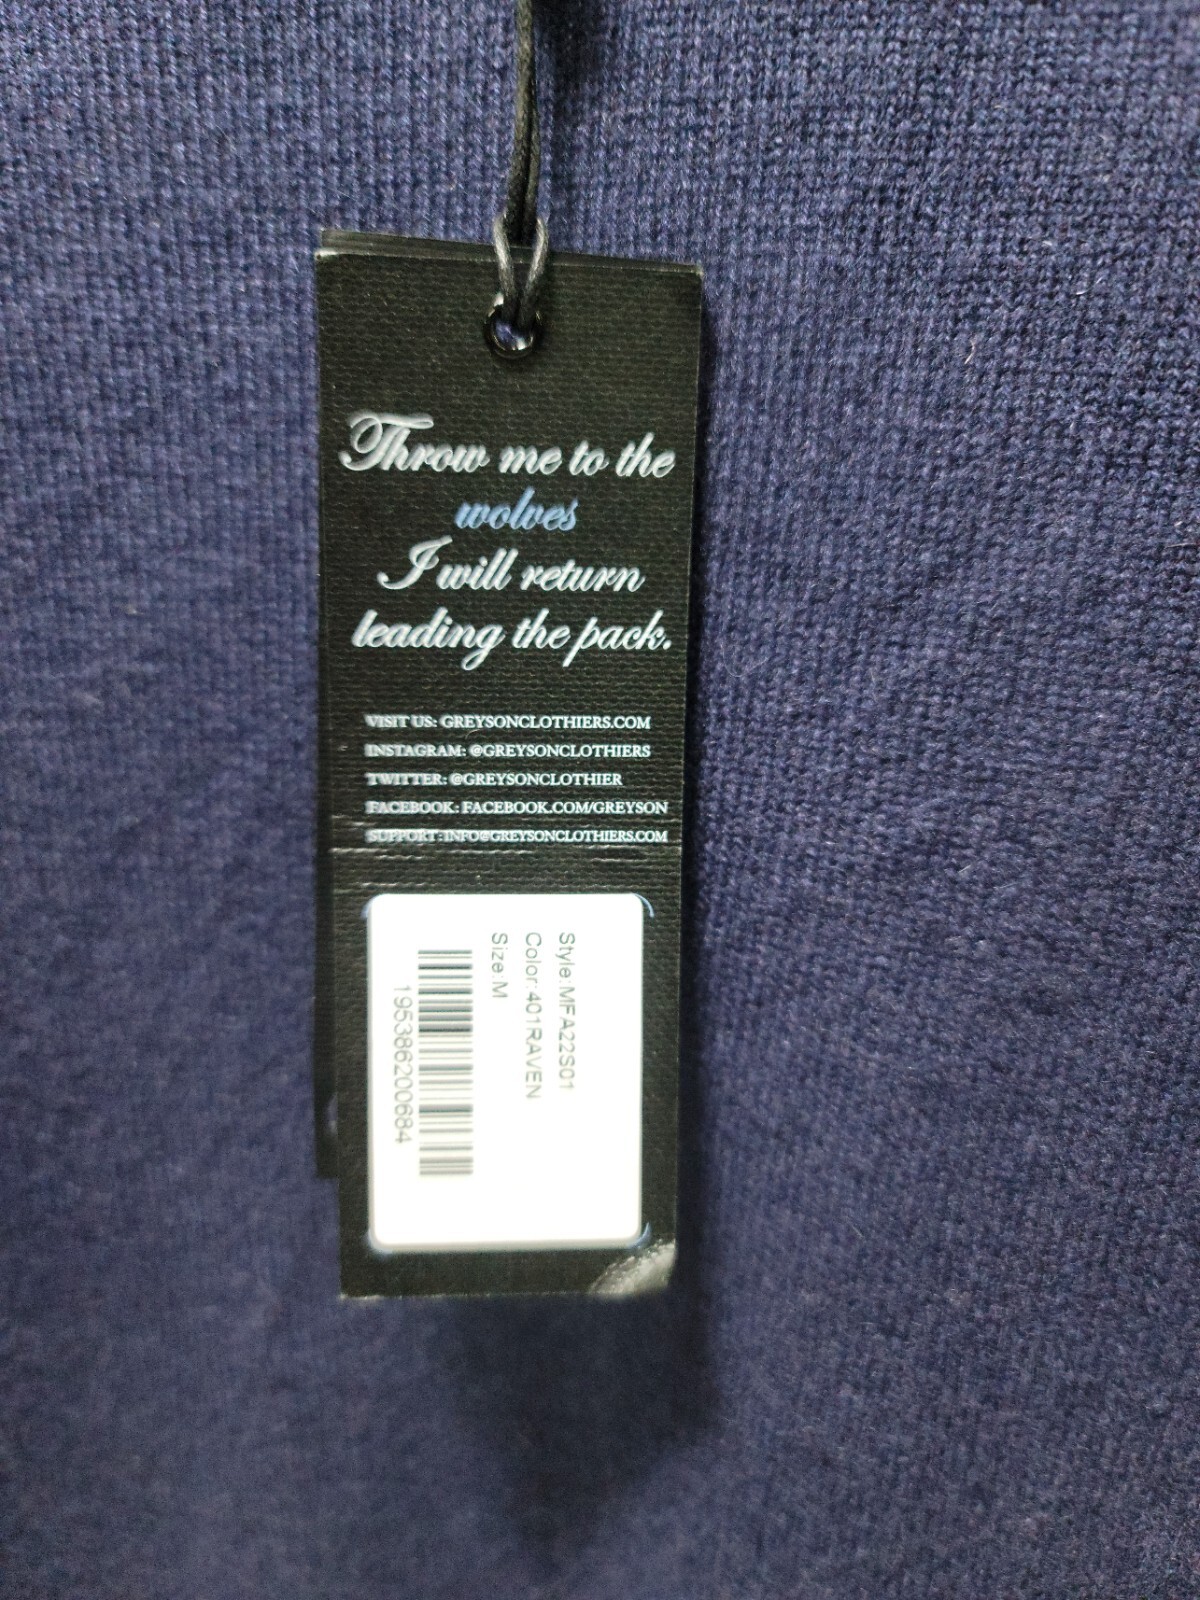 Throw me to the
wolves
I will return
leading the pack.
VISIT US: GREYSONCLOTHIERS.COM
INSTAGRAM: @GREYSONCLOTHIERS
TWITTER: @GREYSONCLOTHIER
FACEBOOK: FACEBOOK.COM/GREYSON
SUPPORT: INFO@GREYSONCLOTHIERS.COM
Style:MFA22S01
Color:401RAVEN
Size:M
195386200684